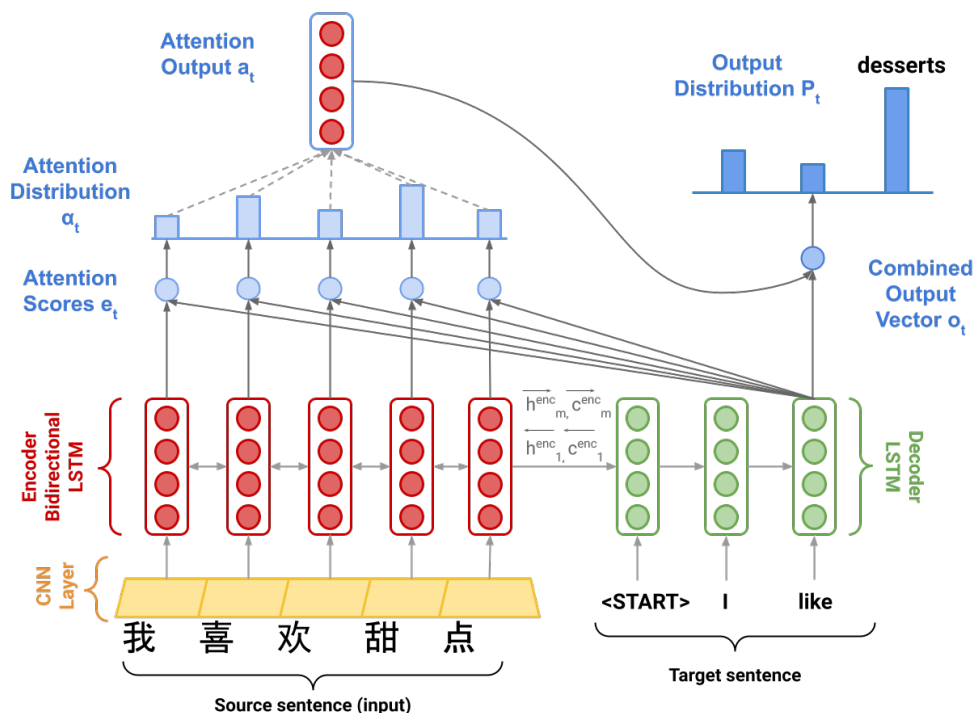 Attention
Output a_t
Output
Distribution P_t
desserts
Attention
Distribution
α_t
Attention
Scores e_t
Combined
Output
Vector o_t
Encoder
Bidirectional
LSTM
h^enc_m, c^enc_m
h^enc_1, c^enc_1
Decoder
LSTM
CNN
Layer
<START> I like
我 喜 欢 甜 点
Target sentence
Source sentence (input)